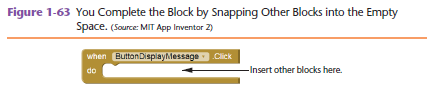 Figure 1-63 You Complete the Block by Snapping Other Blocks into the Empty
Space. (Source: MIT App Inventor 2)
when ButtonDisplayMessage .Click
do
Insert other blocks here.